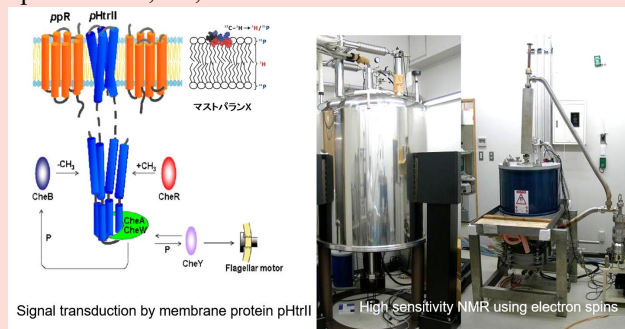 ppR pHtrII
¹³C-¹H → ¹H/³¹P
³¹P
¹H
³¹P
マストパランX
-CH₃
+CH₃
CheB
CheR
CheA
CheW
P
P
CheY
Flagellar motor
Signal transduction by membrane protein pHtrII
High sensitivity NMR using electron spins